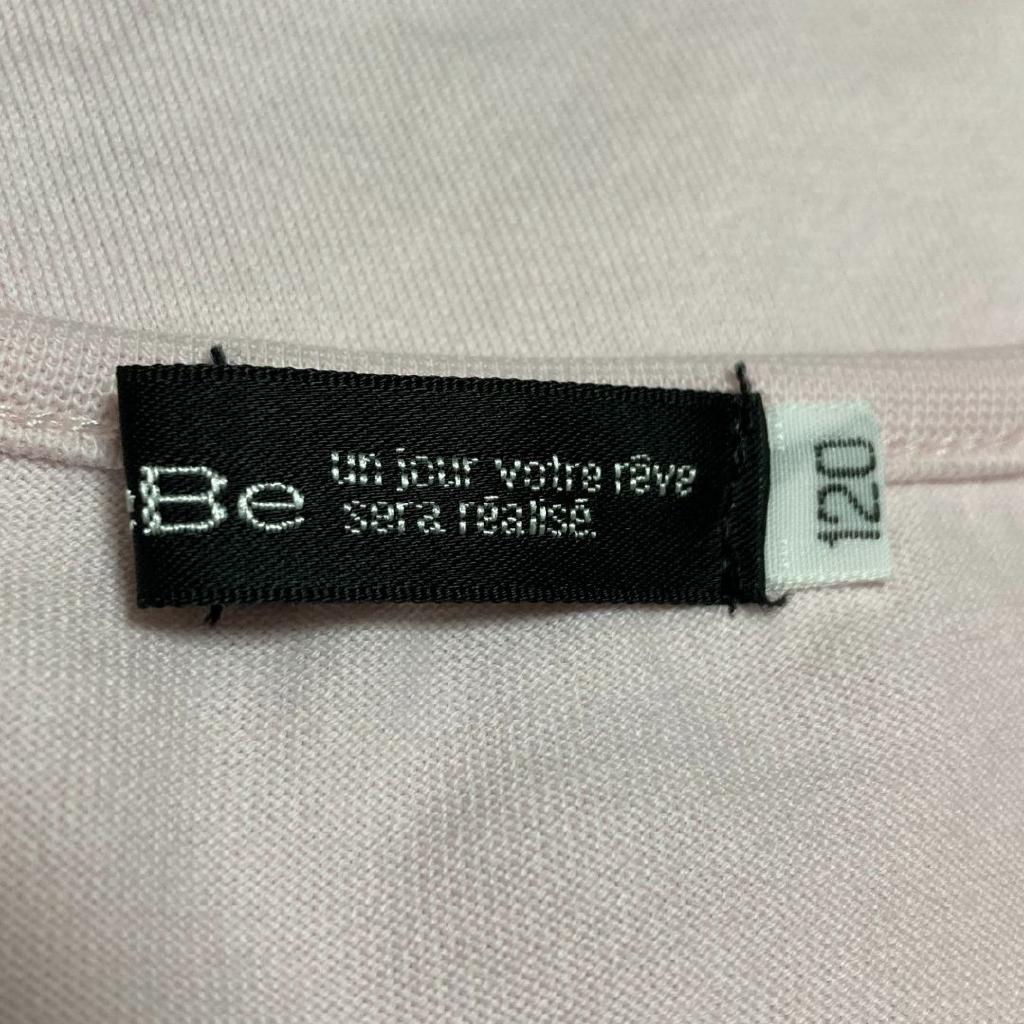 Be
un jour votre rêve
sera réalisé.
120